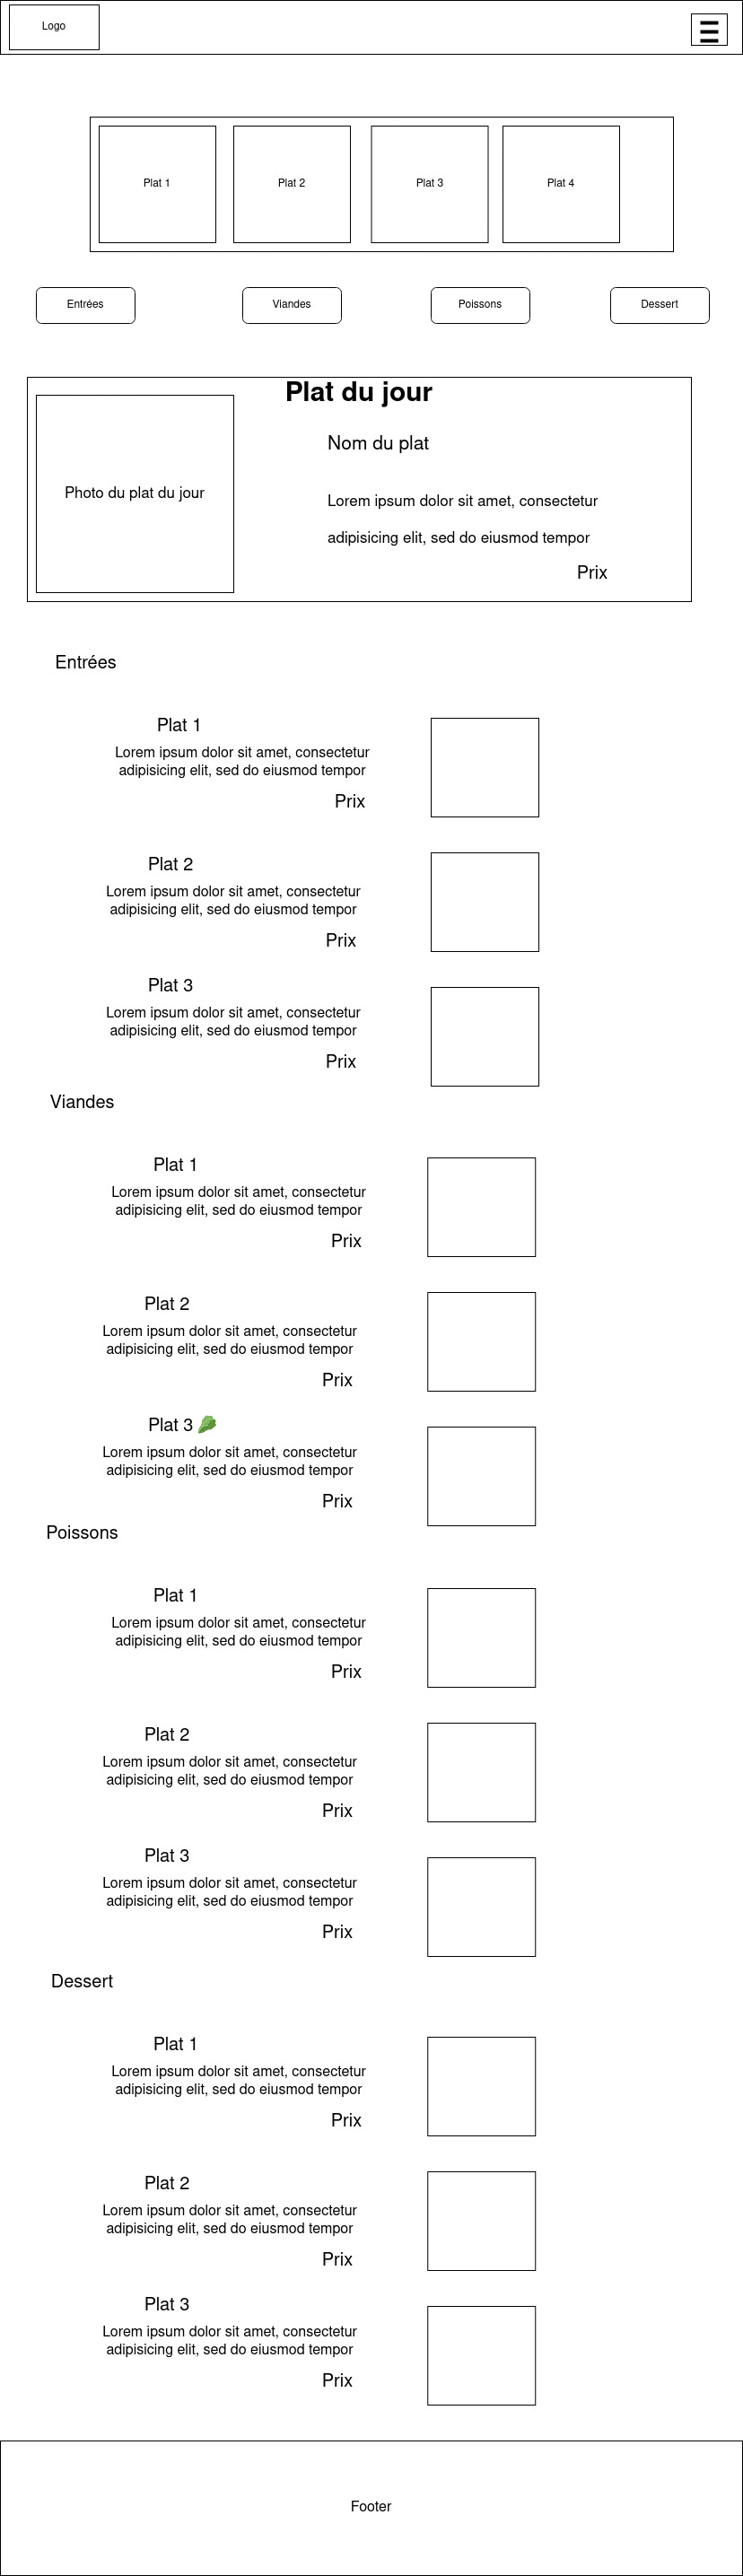 Logo
Plat 1
Plat 2
Plat 3
Plat 4
Entrées
Viandes
Poissons
Dessert
Plat du jour
Photo du plat du jour
Nom du plat
Lorem ipsum dolor sit amet, consectetur
adipisicing elit, sed do eiusmod tempor
Prix
Entrées
Plat 1
Lorem ipsum dolor sit amet, consectetur
adipisicing elit, sed do eiusmod tempor
Prix
Plat 2
Lorem ipsum dolor sit amet, consectetur
adipisicing elit, sed do eiusmod tempor
Prix
Plat 3
Lorem ipsum dolor sit amet, consectetur
adipisicing elit, sed do eiusmod tempor
Prix
Viandes
Plat 1
Lorem ipsum dolor sit amet, consectetur
adipisicing elit, sed do eiusmod tempor
Prix
Plat 2
Lorem ipsum dolor sit amet, consectetur
adipisicing elit, sed do eiusmod tempor
Prix
Plat 3 🥬
Lorem ipsum dolor sit amet, consectetur
adipisicing elit, sed do eiusmod tempor
Prix
Poissons
Plat 1
Lorem ipsum dolor sit amet, consectetur
adipisicing elit, sed do eiusmod tempor
Prix
Plat 2
Lorem ipsum dolor sit amet, consectetur
adipisicing elit, sed do eiusmod tempor
Prix
Plat 3
Lorem ipsum dolor sit amet, consectetur
adipisicing elit, sed do eiusmod tempor
Prix
Dessert
Plat 1
Lorem ipsum dolor sit amet, consectetur
adipisicing elit, sed do eiusmod tempor
Prix
Plat 2
Lorem ipsum dolor sit amet, consectetur
adipisicing elit, sed do eiusmod tempor
Prix
Plat 3
Lorem ipsum dolor sit amet, consectetur
adipisicing elit, sed do eiusmod tempor
Prix
Footer